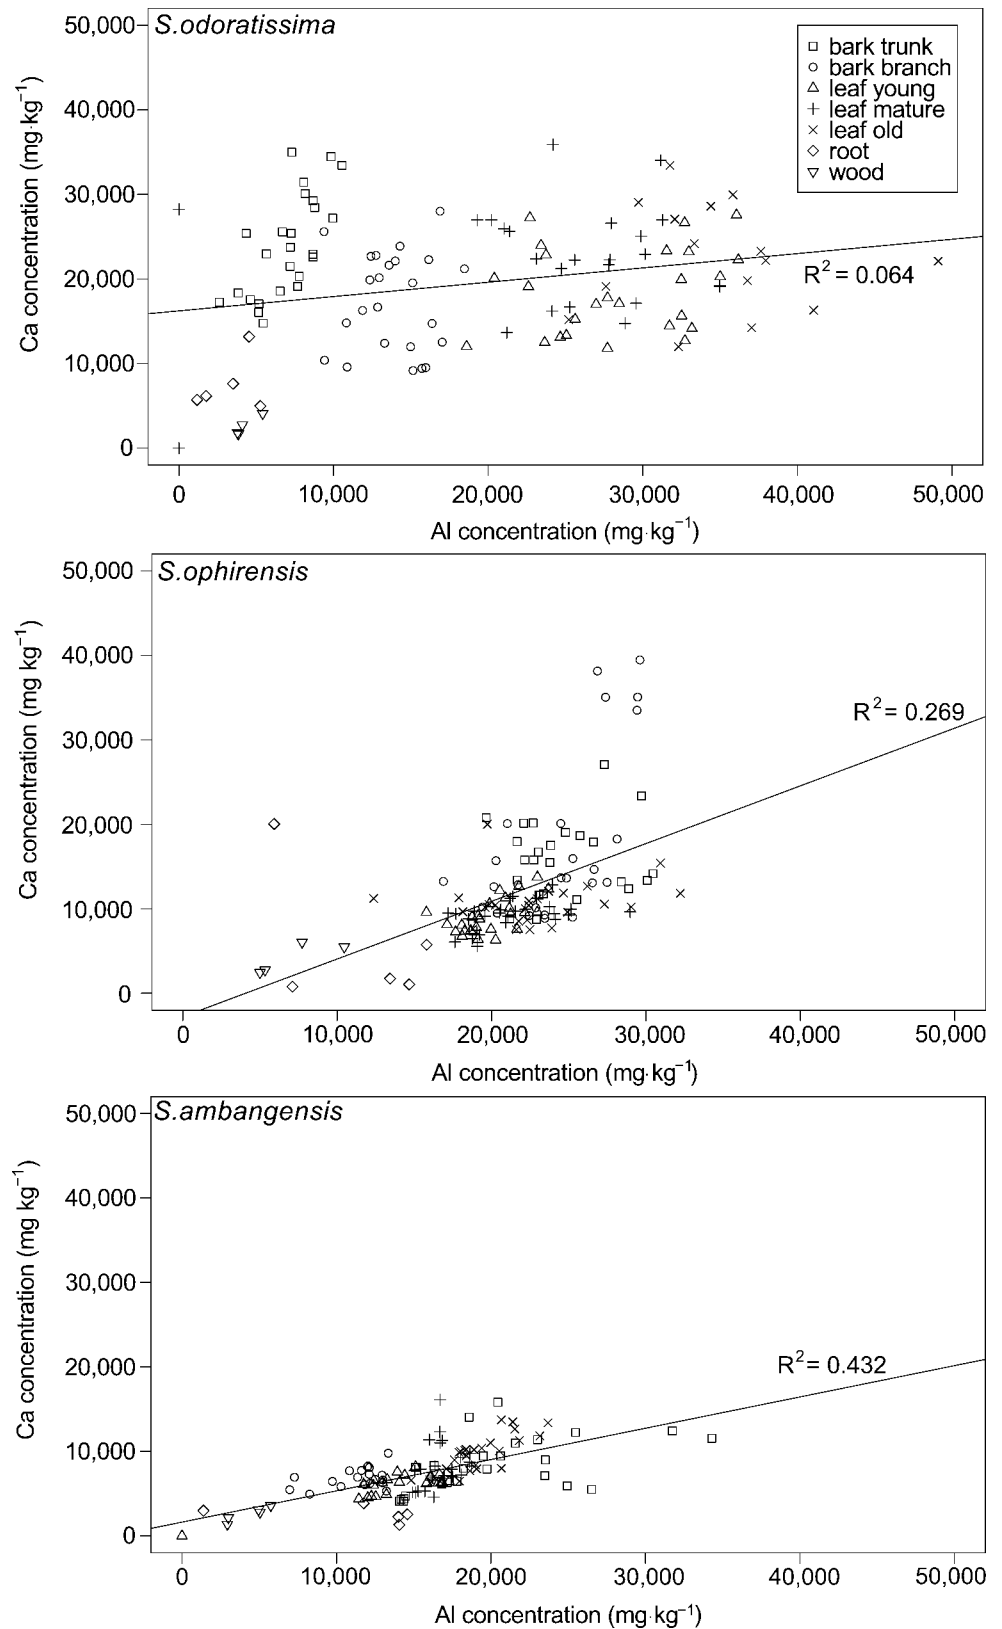 S.odoratissima
50,000
40,000
30,000
20,000
10,000
0
Ca concentration (mg·kg⁻¹)
bark trunk
bark branch
leaf young
leaf mature
leaf old
root
wood
R² = 0.064
0 10,000 20,000 30,000 40,000 50,000
Al concentration (mg·kg⁻¹)
S.ophirensis
50,000
40,000
30,000
20,000
10,000
0
Ca concentration (mg kg⁻¹)
R² = 0.269
0 10,000 20,000 30,000 40,000 50,000
Al concentration (mg·kg⁻¹)
S.ambangensis
50,000
40,000
30,000
20,000
10,000
0
Ca concentration (mg kg⁻¹)
R² = 0.432
0 10,000 20,000 30,000 40,000 50,000
Al concentration (mg·kg⁻¹)